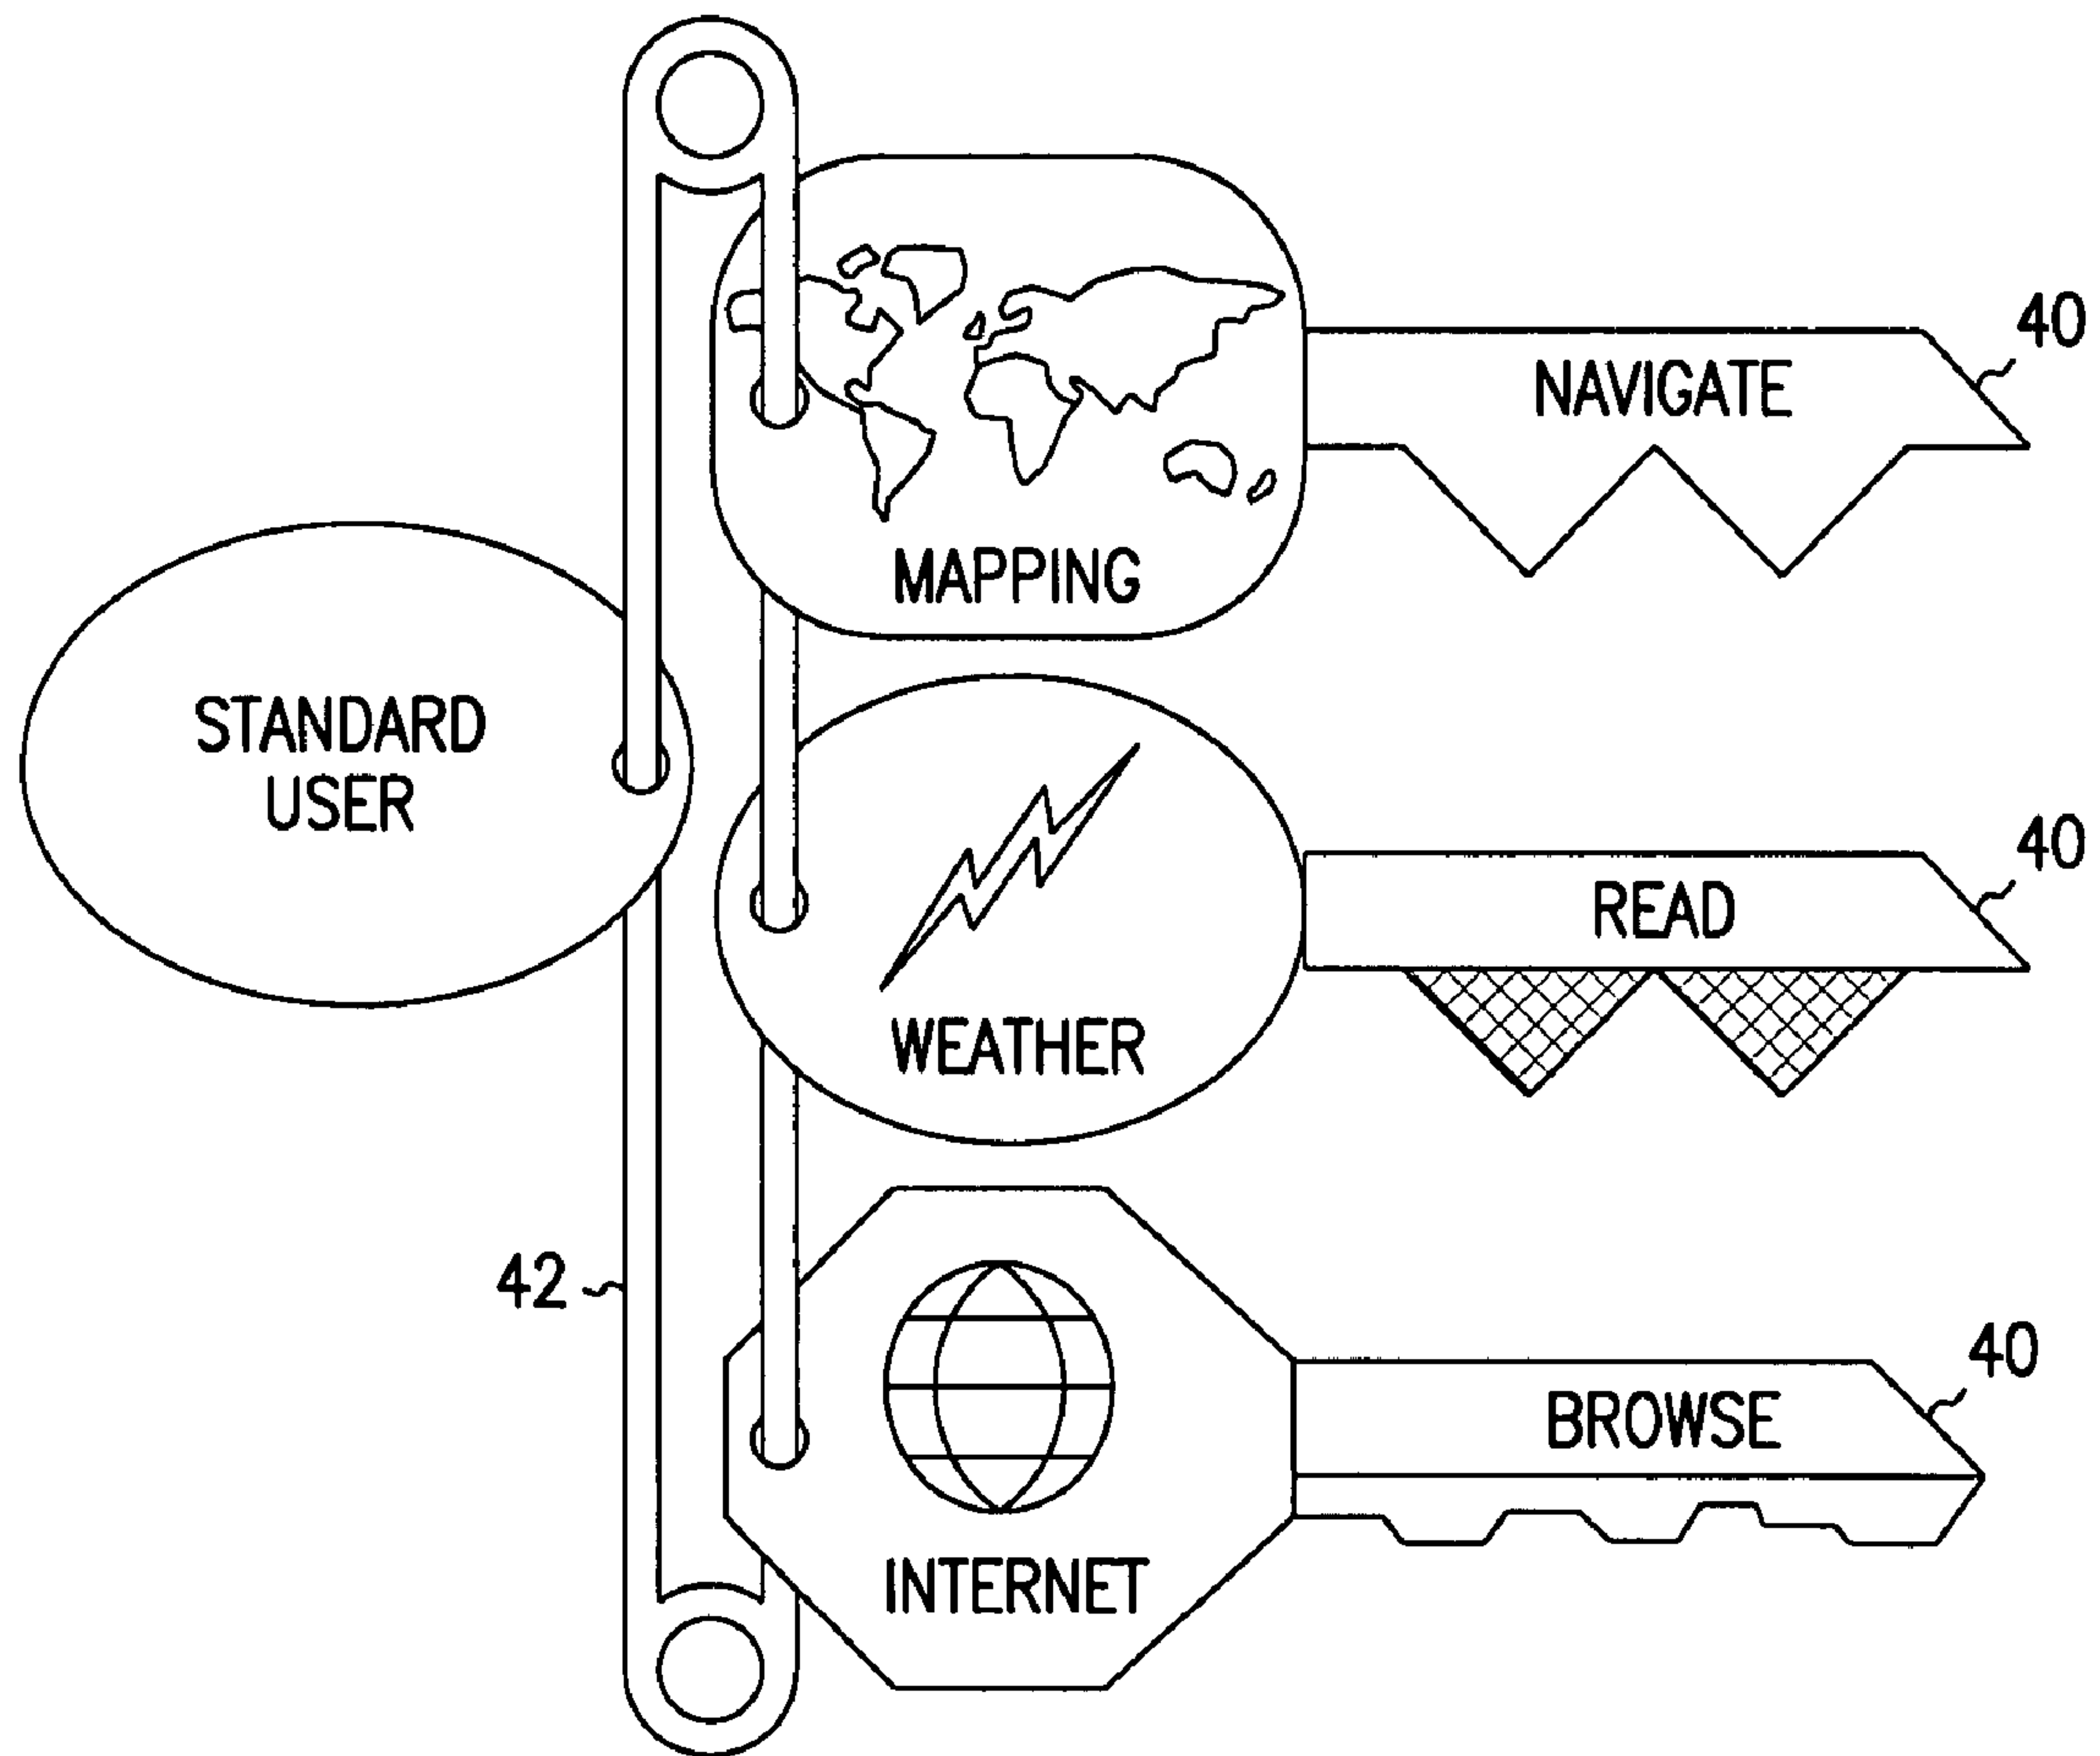 40
NAVIGATE
MAPPING
STANDARD
USER
40
READ
WEATHER
42
40
BROWSE
INTERNET